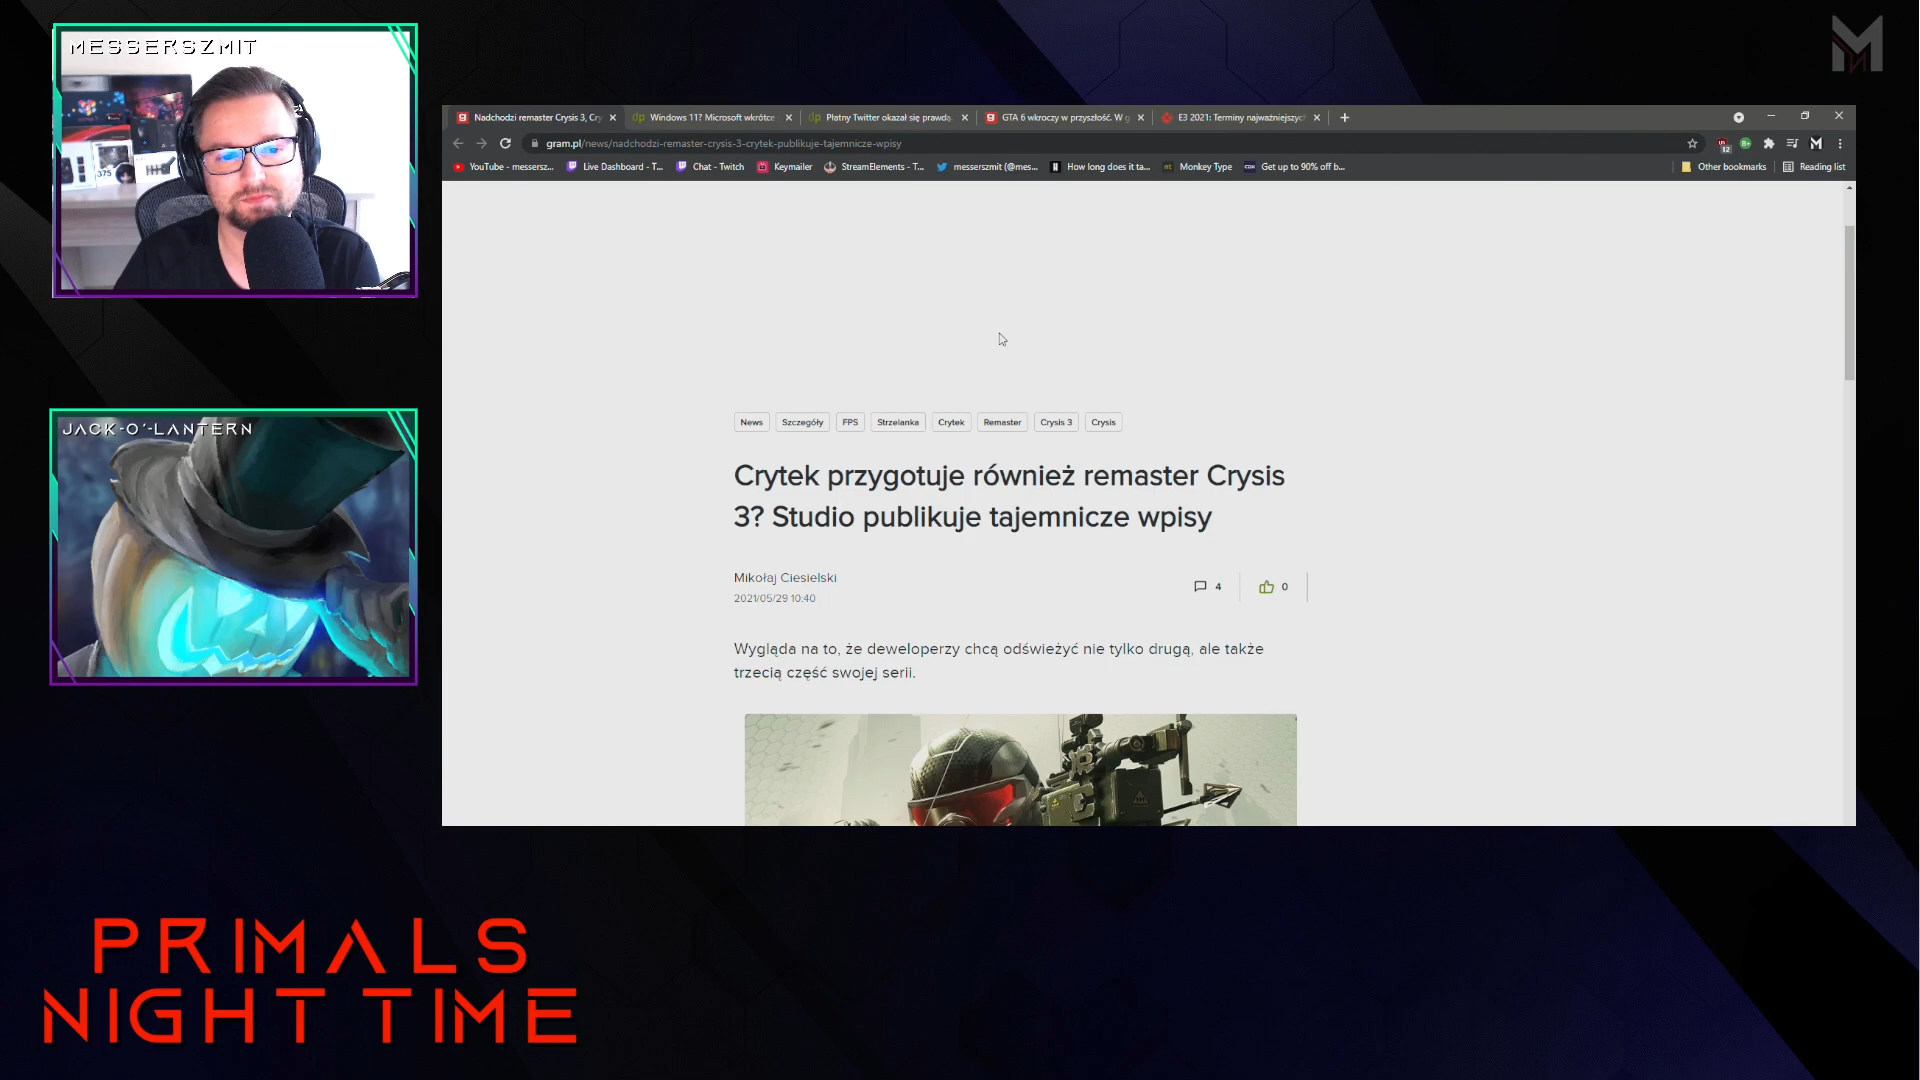 MESSERSZMIT
JACK-O'-LANTERN
PRIMALS
NIGHT TIME
Nadchodzi remaster Crysis 3, Cry
Windows 11? Microsoft wkrótce
Płatny Twitter okazał się prawdą
GTA 6 wkroczy w przyszłość. W g
E3 2021: Terminy najważniejszych
gram.pl/news/nadchodzi-remaster-crysis-3-crytek-publikuje-tajemnicze-wpisy
YouTube - messersz...
Live Dashboard - T...
Chat - Twitch
Keymailer
StreamElements - T...
messerszmit (@mes...
How long does it ta...
Monkey Type
Get up to 90% off b...
Other bookmarks
Reading list
News
Szczegóły
FPS
Strzelanka
Crytek
Remaster
Crysis 3
Crysis
Crytek przygotuje również remaster Crysis
3? Studio publikuje tajemnicze wpisy
Mikołaj Ciesielski
2021/05/29 10:40
4
0
Wygląda na to, że deweloperzy chcą odświeżyć nie tylko drugą, ale także
trzecią część swojej serii.